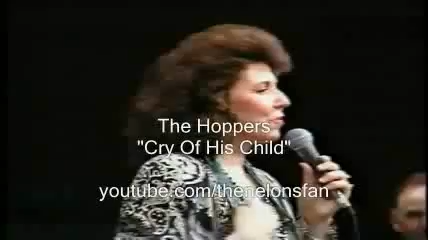 The Hoppers
"Cry Of His Child"
youtube.com/thenelonsfan